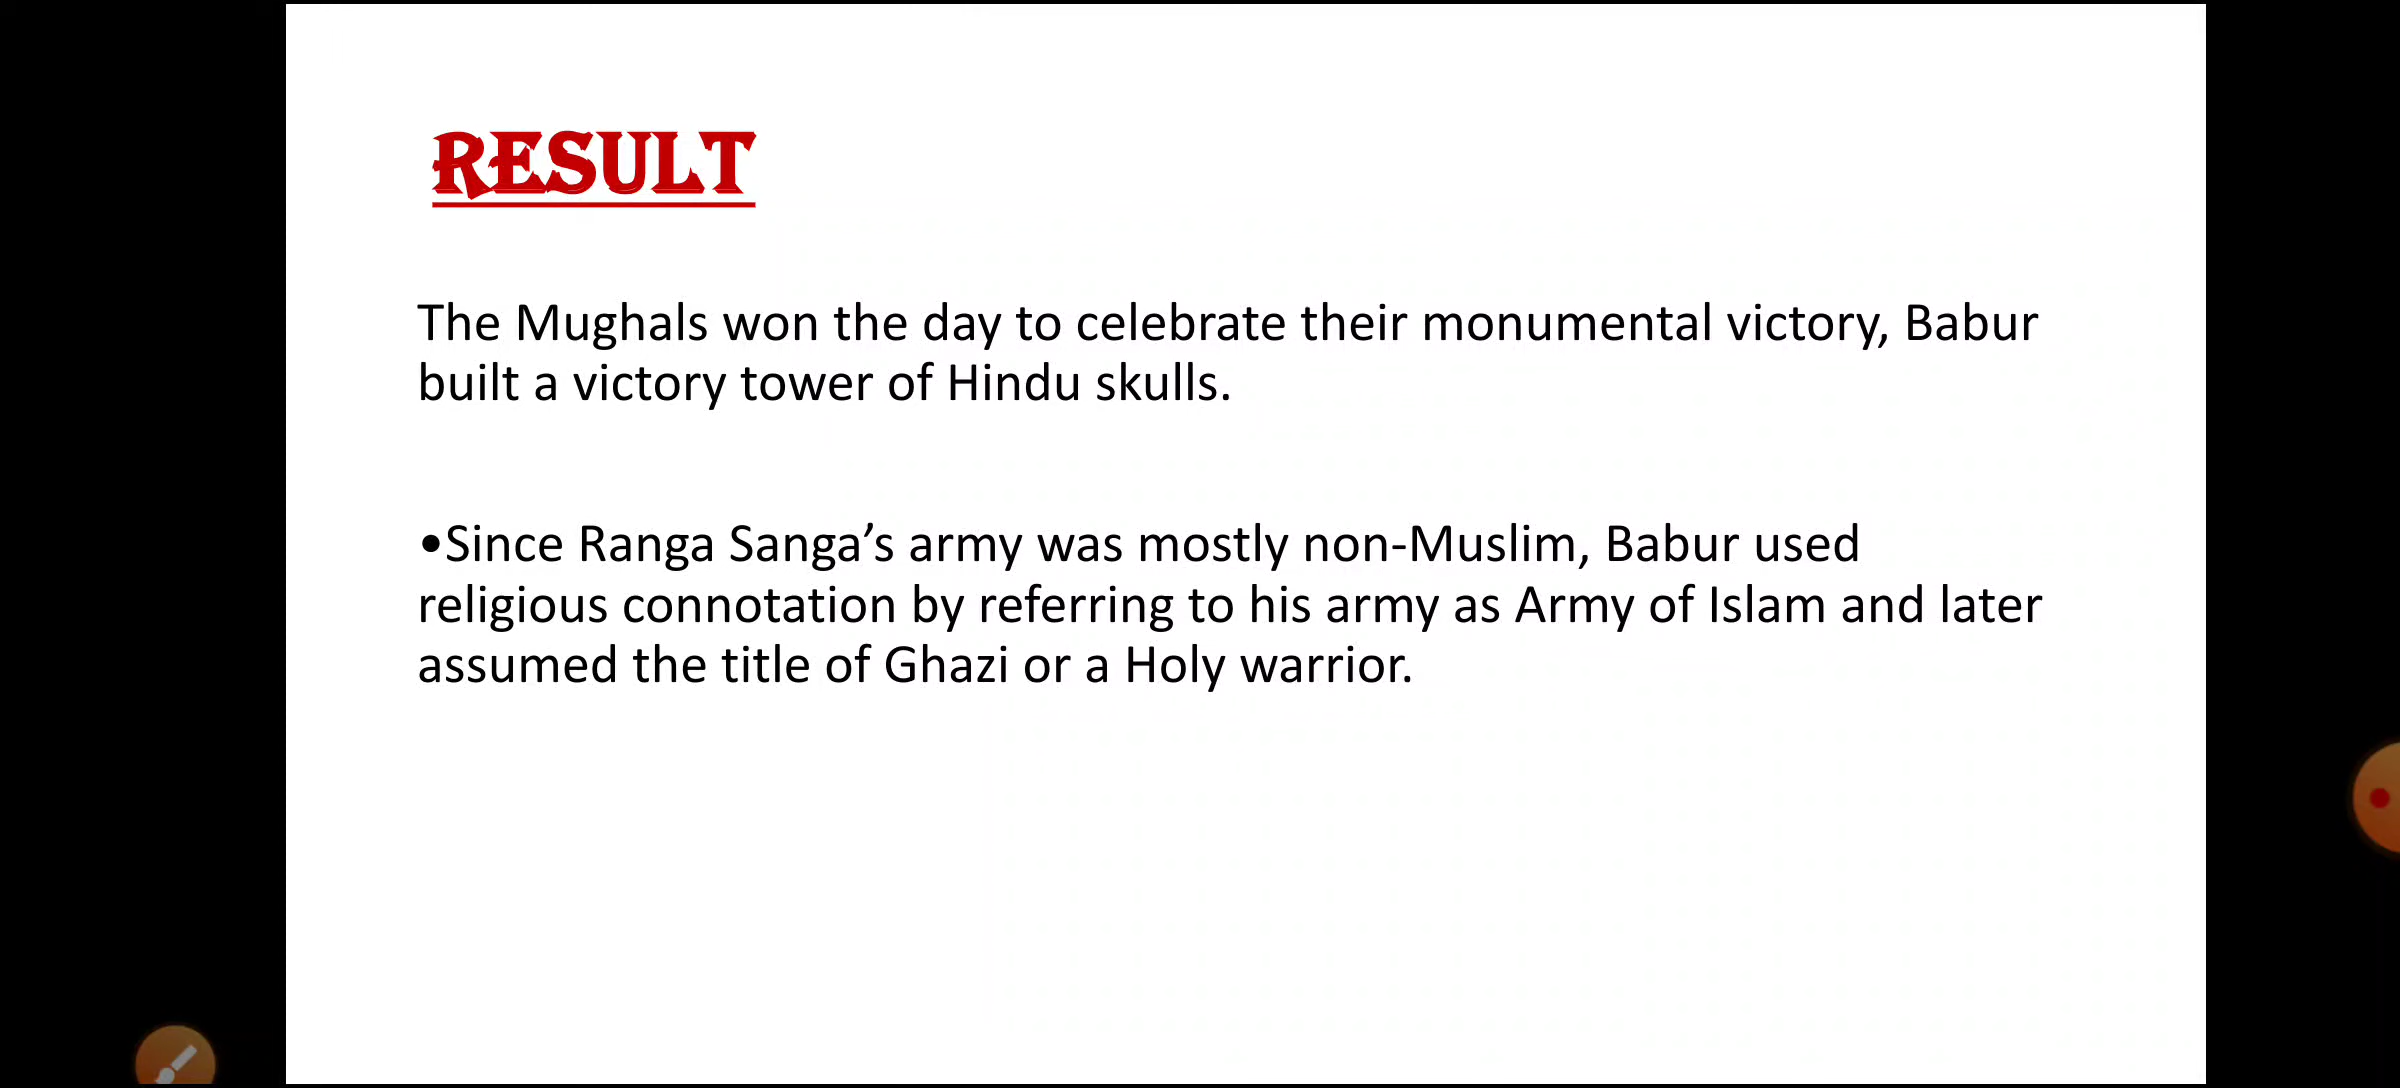 RESULT
The Mughals won the day to celebrate their monumental victory, Babur
built a victory tower of Hindu skulls.
•Since Ranga Sanga’s army was mostly non-Muslim, Babur used
religious connotation by referring to his army as Army of Islam and later
assumed the title of Ghazi or a Holy warrior.